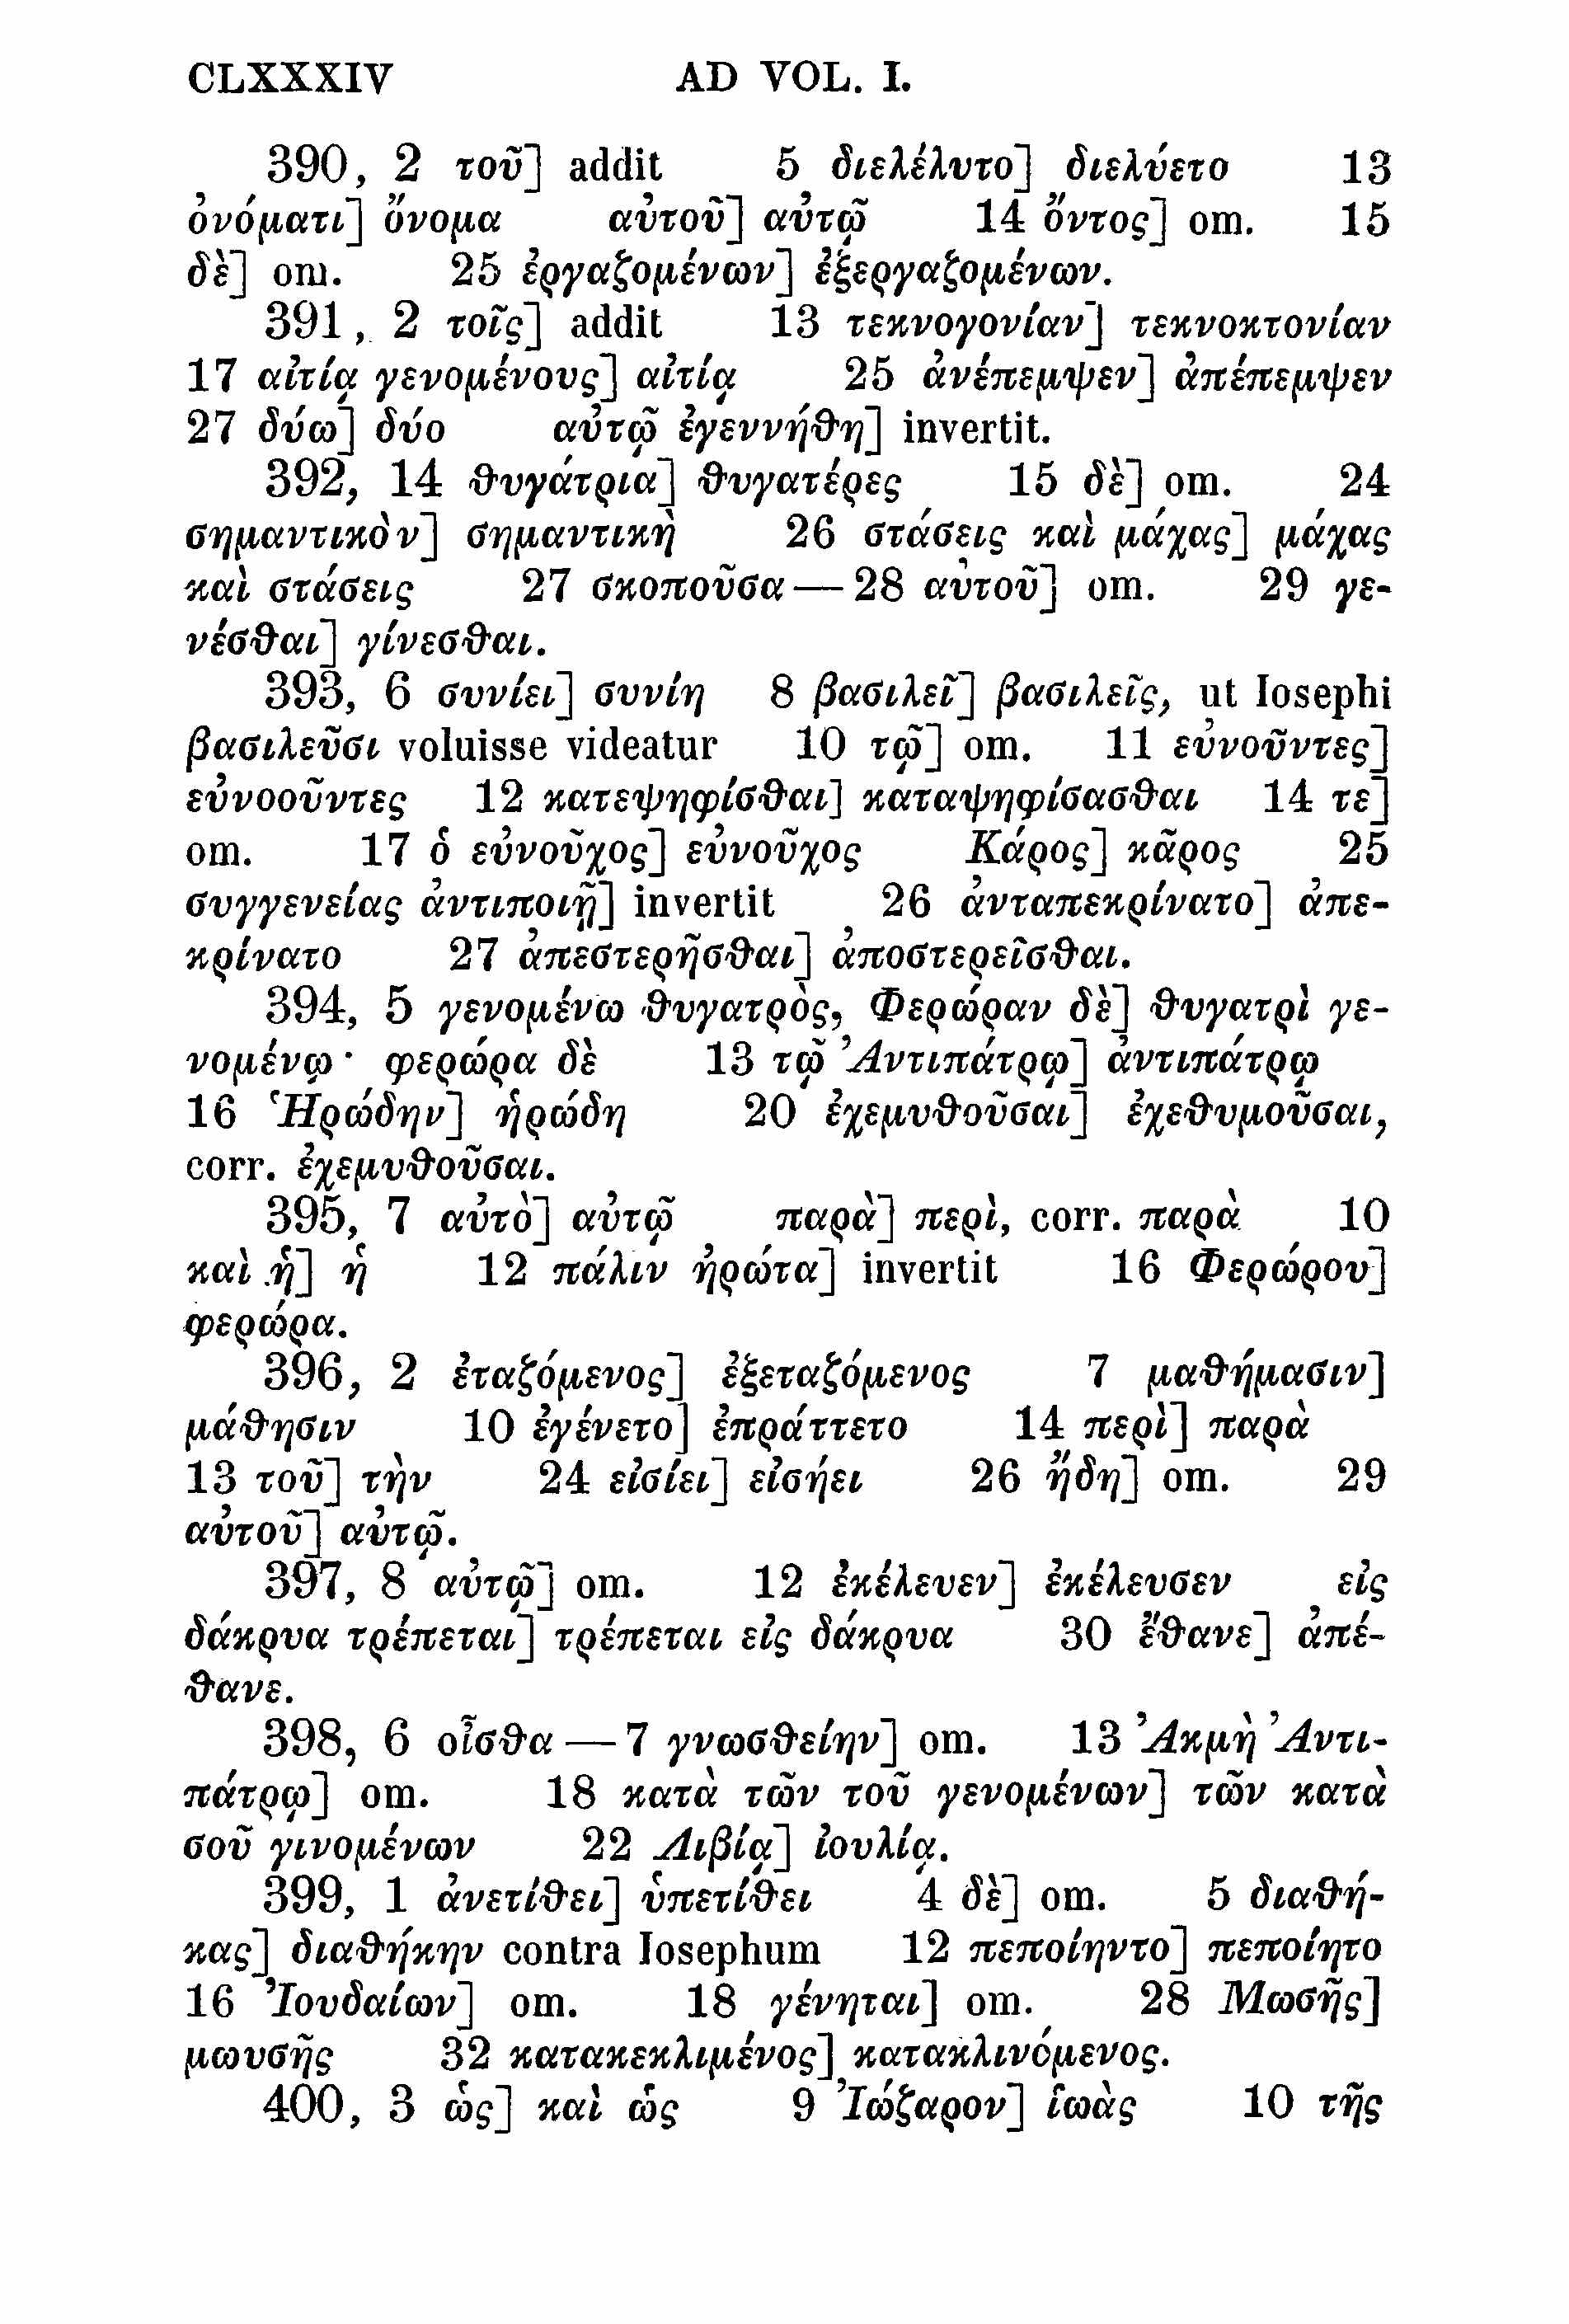 CLXXXIV AD VOL. I.
390, 2 τοῦ] addit 5 διελέλυτο] διελύετο 13
ὀνόματι] ὄνομα αὐτοῦ] αὐτῷ 14 ὄντος] om. 15
δὲ] om. 25 ἐργαζομένων] ἐξεργαζομένων.
391, 2 τοῖς] addit 13 τεκνογονίαν] τεκνοκτονίαν
17 αἰτίᾳ γενομένους] αἰτίᾳ 25 ἀνέπεμψεν] ἀπέπεμψεν
27 δύω] δύο αὐτῷ ἐγεννήθη] invertit.
392, 14 θυγάτρια] θυγατέρες 15 δὲ] om. 24
σημαντικὸν] σημαντικὴ 26 στάσεις καὶ μάχας] μάχας
καὶ στάσεις 27 σκοποῦσα — 28 αὐτοῦ] om. 29 γε-
νέσθαι] γίνεσθαι.
393, 6 συνίει] συνίη 8 βασιλεῖ] βασιλεῖς, ut Iosephi
βασιλεῦσι voluisse videatur 10 τῷ] om. 11 εὐνοῦντες]
εὐνοοῦντες 12 κατεψηφίσθαι] καταψηφίσασθαι 14 τε]
om. 17 ὁ εὐνοῦχος] εὐνοῦχος Κάρος] κᾶρος 25
συγγενείας ἀντιποιῇ] invertit 26 ἀνταπεκρίνατο] ἀπε-
κρίνατο 27 ἀπεστερῆσθαι] ἀποστερεῖσθαι.
394, 5 γενομένω θυγατρὸς, Φερώραν δὲ] θυγατρὶ γε-
νομένῳ· φερώρα δὲ 13 τῷ Ἀντιπάτρῳ] ἀντιπάτρῳ
16 Ἡρώδην] ἡρώδη 20 ἐχεμυθοῦσαι] ἐχεθυμοῦσαι,
corr. ἐχεμυθοῦσαι.
395, 7 αὐτὸ] αὐτῷ παρὰ] περὶ, corr. παρὰ 10
καὶ ἡ] ἡ 12 πάλιν ἠρώτα] invertit 16 Φερώρου]
φερώρα.
396, 2 ἐταζόμενος] ἐξεταζόμενος 7 μαθήμασιν]
μάθησιν 10 ἐγένετο] ἐπράττετο 14 περὶ] παρὰ
13 τοῦ] τὴν 24 εἰσίει] εἰσήει 26 ἤδη] om. 29
αὐτοῦ] αὐτῷ.
397, 8 αὐτῷ] om. 12 ἐκέλευεν] ἐκέλευσεν εἰς
δάκρυα τρέπεται] τρέπεται εἰς δάκρυα 30 ἔθανε] ἀπέ-
θανε.
398, 6 οἶσθα — 7 γνωσθείην] om. 13 Ἀκμὴ Ἀντι-
πάτρῳ] om. 18 κατὰ τῶν τοῦ γενομένων] τῶν κατὰ
σοῦ γινομένων 22 Λιβίᾳ] ἰουλίᾳ.
399, 1 ἀνετίθει] ὑπετίθει 4 δὲ] om. 5 διαθή-
κας] διαθήκην contra Iosephum 12 πεποίηντο] πεποίητο
16 Ἰουδαίων] om. 18 γένηται] om. 28 Μωσῆς]
μωυσῆς 32 κατακεκλιμένος] κατακλινόμενος.
400, 3 ὡς] καὶ ὡς 9 Ἰώζαρον] ἰωὰς 10 τῆς